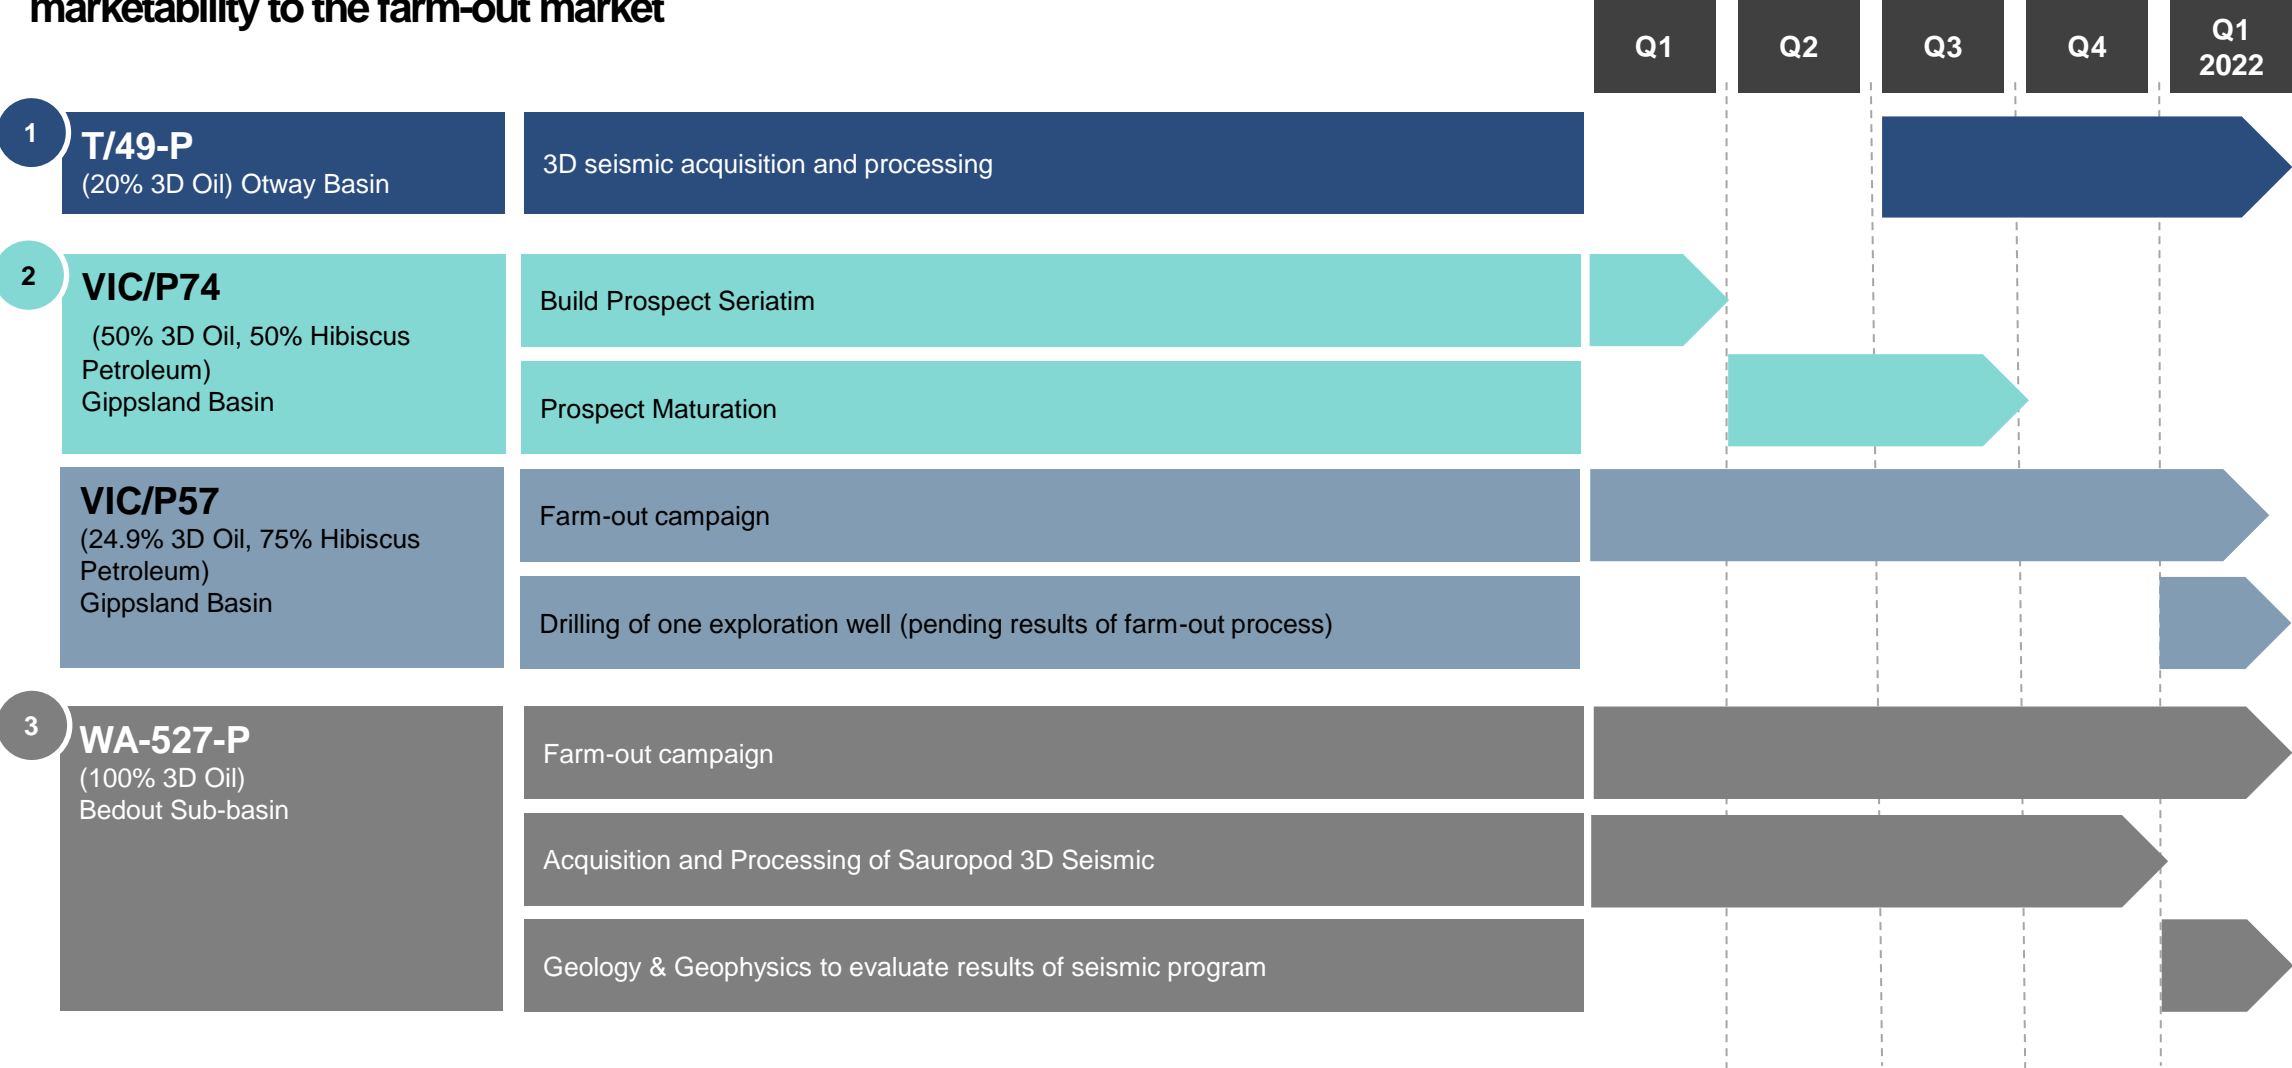 marketability to the farm-out market
Q1
Q2
Q3
Q4
Q1
2022
1
T/49-P
(20% 3D Oil) Otway Basin
3D seismic acquisition and processing
2
VIC/P74
(50% 3D Oil, 50% Hibiscus
Petroleum)
Gippsland Basin
Build Prospect Seriatim
Prospect Maturation
VIC/P57
(24.9% 3D Oil, 75% Hibiscus
Petroleum)
Gippsland Basin
Farm-out campaign
Drilling of one exploration well (pending results of farm-out process)
3
WA-527-P
(100% 3D Oil)
Bedout Sub-basin
Farm-out campaign
Acquisition and Processing of Sauropod 3D Seismic
Geology & Geophysics to evaluate results of seismic program